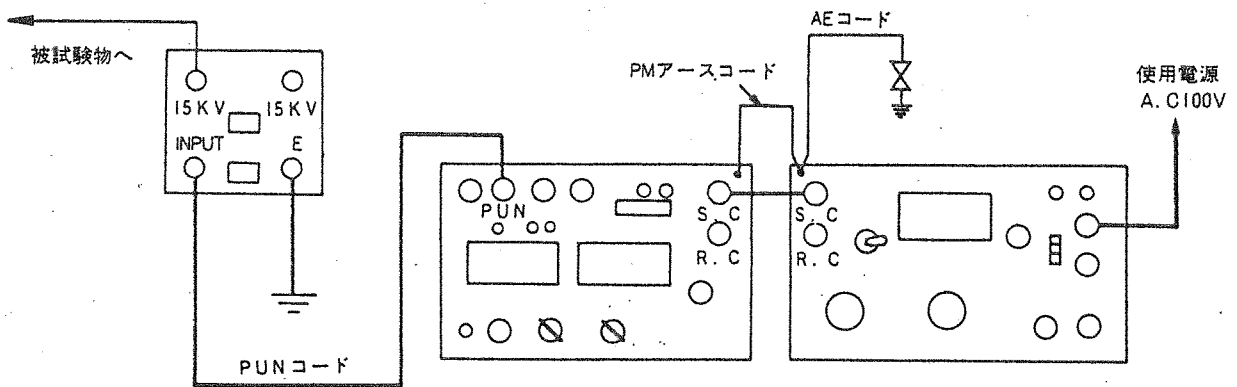 AEコード
被試験物へ
PMアースコード
使用電源
A.C100V
15KV
15KV
INPUT
E
PUN
S.C
R.C
S.C
R.C
PUNコード